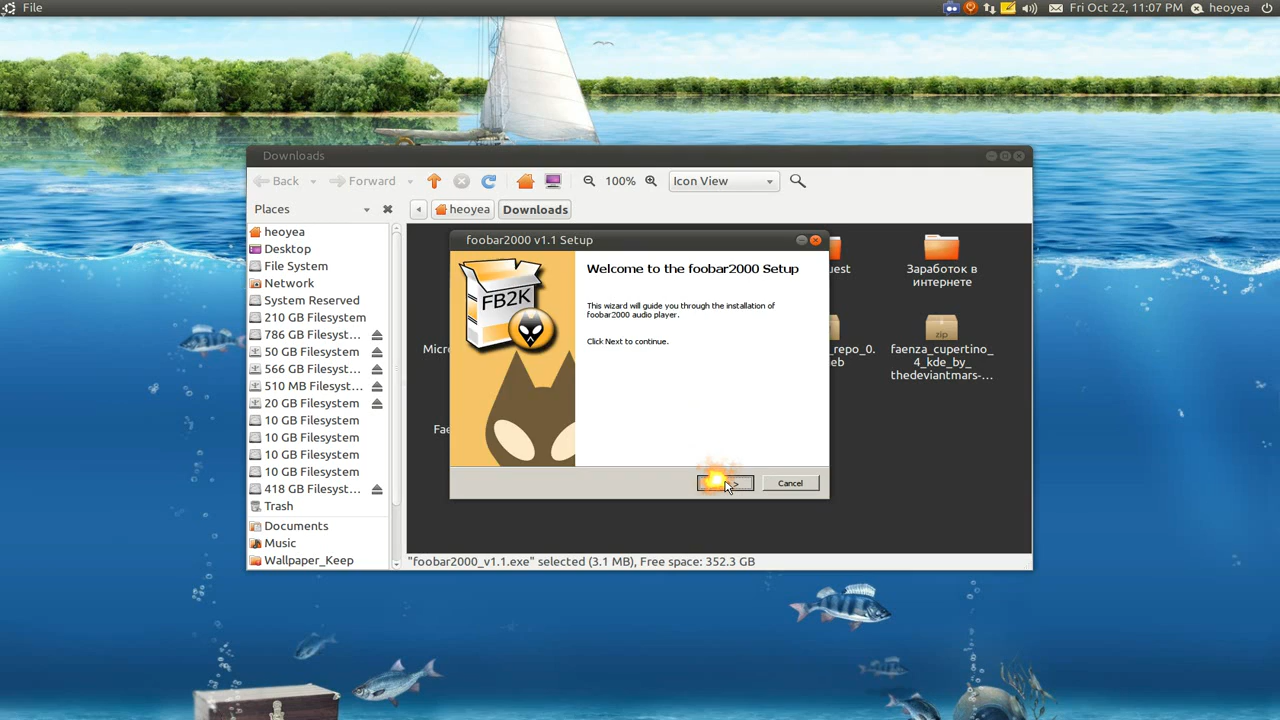 File
Fri Oct 22, 11:07 PM
heoyea
Downloads
Back
Forward
100%
Icon View
Places
heoyea
Downloads
heoyea
Desktop
File System
Network
System Reserved
210 GB Filesystem
786 GB Filesyst...
50 GB Filesystem
566 GB Filesyst...
510 MB Filesyst...
20 GB Filesystem
10 GB Filesystem
10 GB Filesystem
10 GB Filesystem
10 GB Filesystem
418 GB Filesyst...
Trash
Documents
Music
Wallpaper_Keep
foobar2000 v1.1 Setup
FB2K
Welcome to the foobar2000 Setup
This wizard will guide you through the installation of
foobar2000 audio player.
Click Next to continue.
>
Cancel
Заработок в
интернете
_repo_0.
zip
faenza_cupertino_
4_kde_by_
thedeviantmars-...
"foobar2000_v1.1.exe" selected (3.1 MB), Free space: 352.3 GB